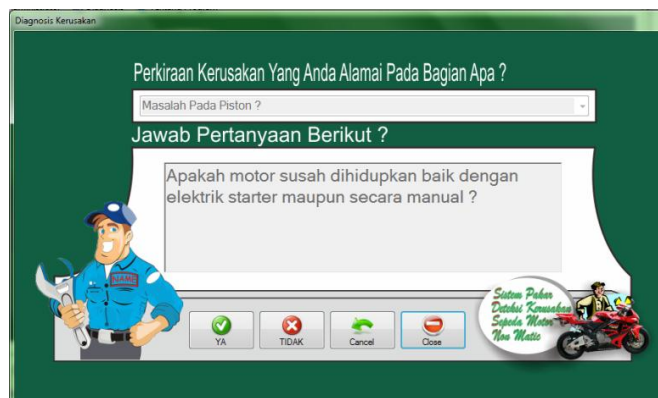 Diagnosis Kerusakan
Perkiraan Kerusakan Yang Anda Alamai Pada Bagian Apa ?
Masalah Pada Piston ?
Jawab Pertanyaan Berikut ?
Apakah motor susah dihidupkan baik dengan
elektrik starter maupun secara manual ?
NAME
Sistem Pakar
Deteksi Kerusakan
Sepeda Motor
Non Matic
YA
TIDAK
Cancel
Close